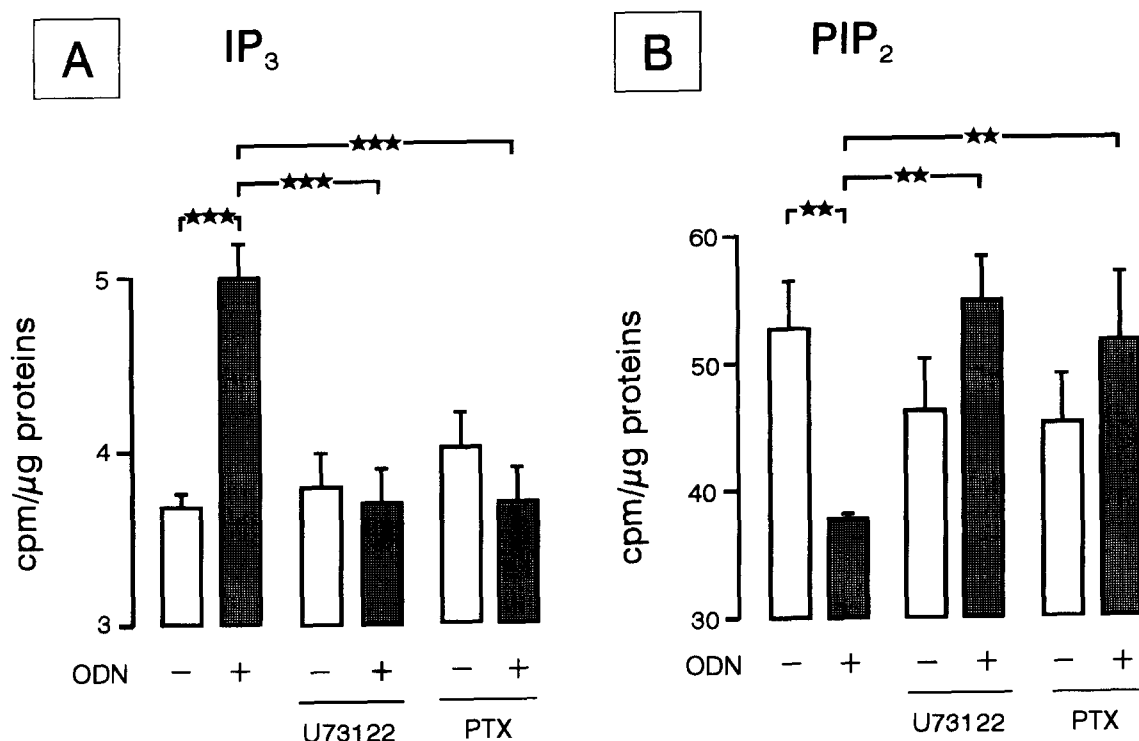 A IP₃
★★★
★★★
★★★
cpm/µg proteins
5
4
3
ODN − + − + − +
U73122 PTX
B PIP₂
★★
★★
★★
cpm/µg proteins
60
50
40
30
ODN − + − + − +
U73122 PTX